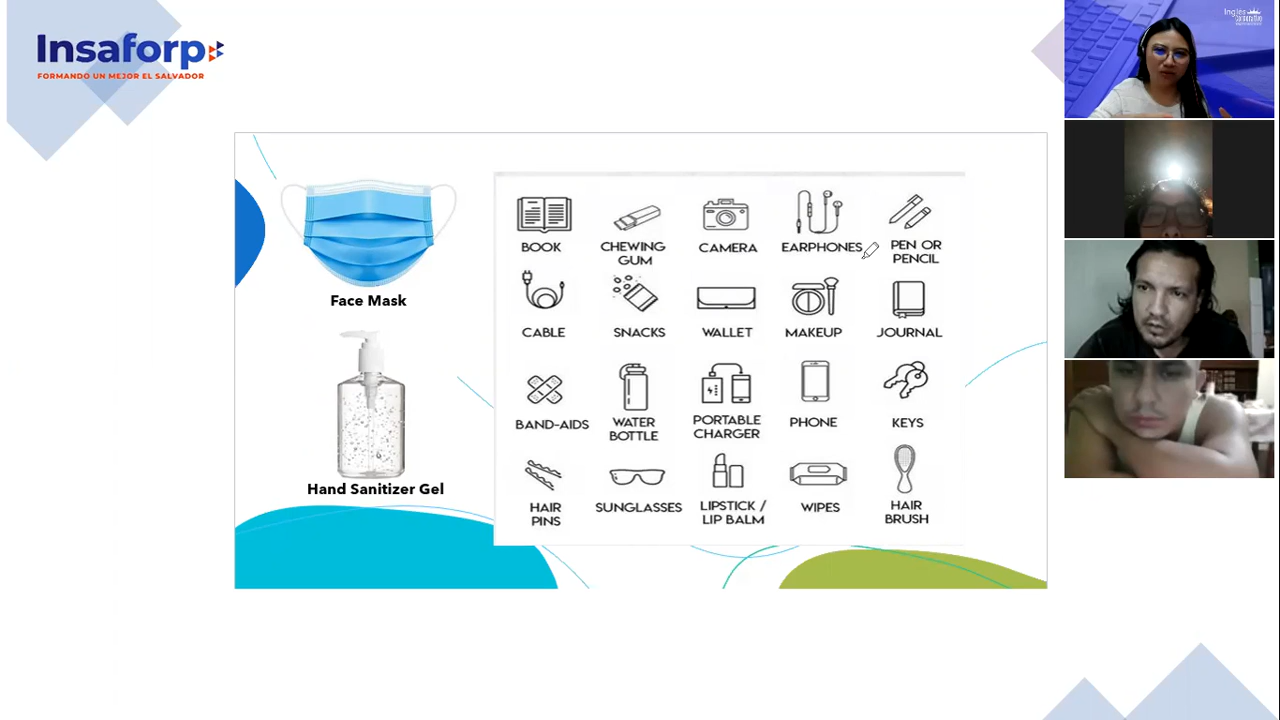 Insaforp
FORMANDO UN MEJOR EL SALVADOR
Inglés
corporativo
Face Mask
Hand Sanitizer Gel
BOOK
CHEWING
GUM
CAMERA
EARPHONES
PEN OR
PENCIL
CABLE
SNACKS
WALLET
MAKEUP
JOURNAL
BAND-AIDS
WATER
BOTTLE
PORTABLE
CHARGER
PHONE
KEYS
HAIR
PINS
SUNGLASSES
LIPSTICK /
LIP BALM
WIPES
HAIR
BRUSH